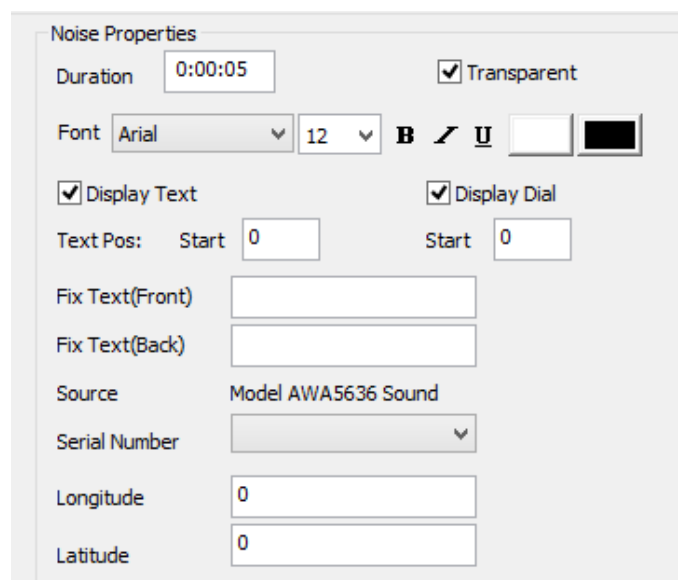 Noise Properties
Duration 0:00:05 Transparent
Font Arial 12 B I U
Display Text Display Dial
Text Pos: Start 0 Start 0
Fix Text(Front)
Fix Text(Back)
Source Model AWA5636 Sound
Serial Number
Longitude 0
Latitude 0